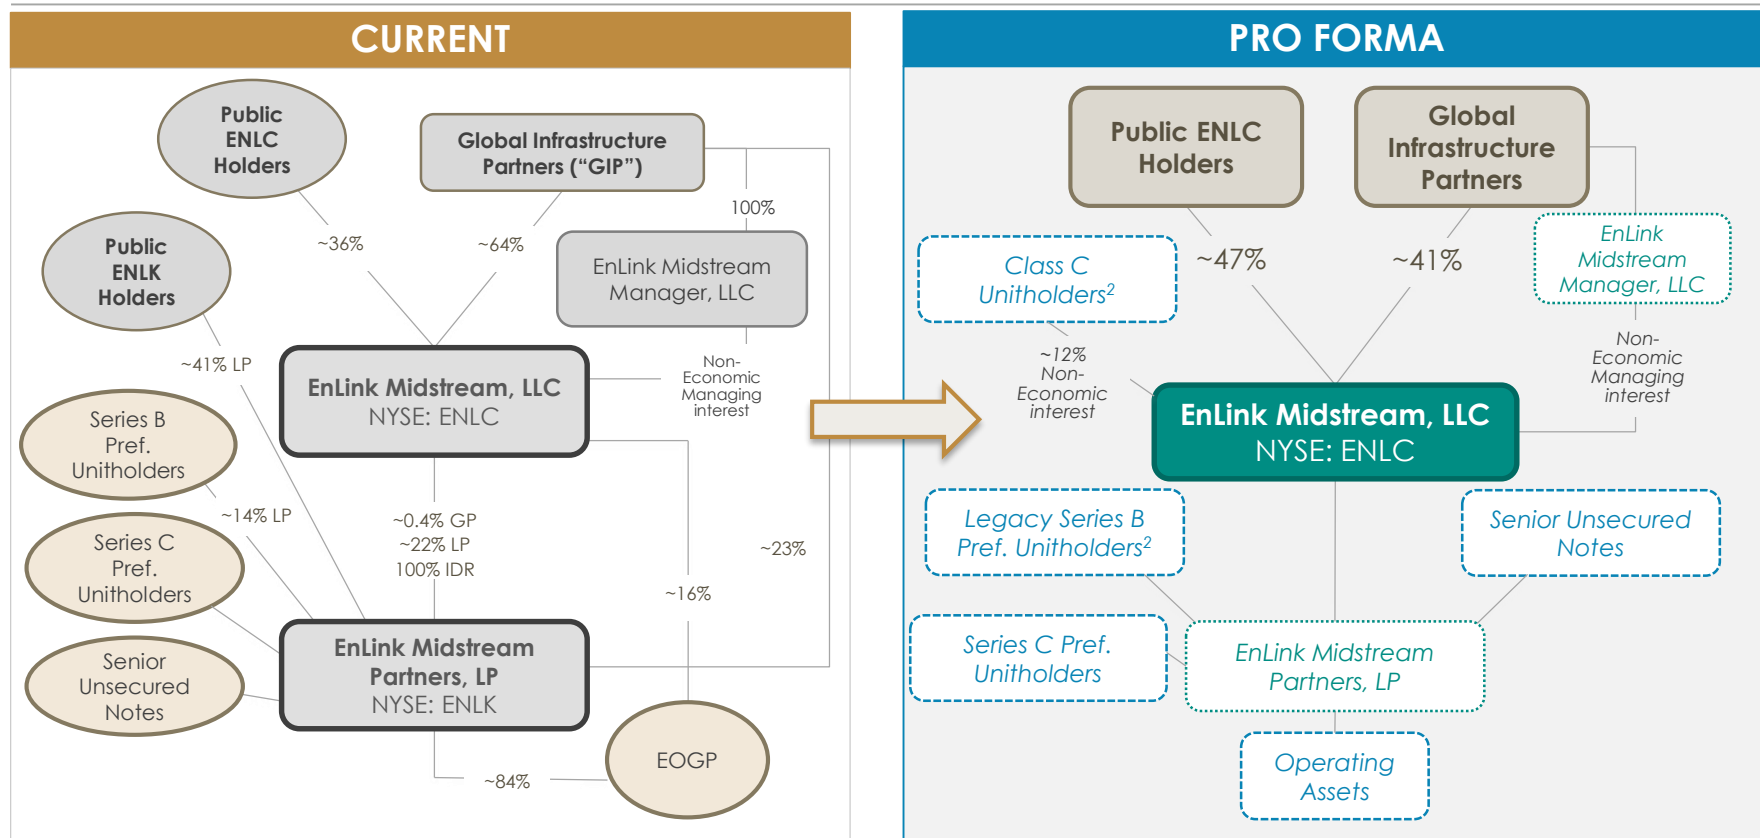 CURRENT
Public
ENLC
Holders
Global Infrastructure
Partners (“GIP”)
100%
Public
ENLK
Holders
~36%
~64%
EnLink Midstream
Manager, LLC
~41% LP
EnLink Midstream, LLC
NYSE: ENLC
Non-
Economic
Managing
interest
Series B
Pref.
Unitholders
~14% LP
~0.4% GP
~22% LP
100% IDR
~23%
Series C
Pref.
Unitholders
~16%
EnLink Midstream
Partners, LP
NYSE: ENLK
Senior
Unsecured
Notes
EOGP
~84%
PRO FORMA
Public ENLC
Holders
Global
Infrastructure
Partners
Class C
Unitholders2
~47%
~41%
EnLink
Midstream
Manager, LLC
~12%
Non-
Economic
interest
Non-
Economic
Managing
interest
EnLink Midstream, LLC
NYSE: ENLC
Legacy Series B
Pref. Unitholders2
Senior Unsecured
Notes
Series C Pref.
Unitholders
EnLink Midstream
Partners, LP
Operating
Assets